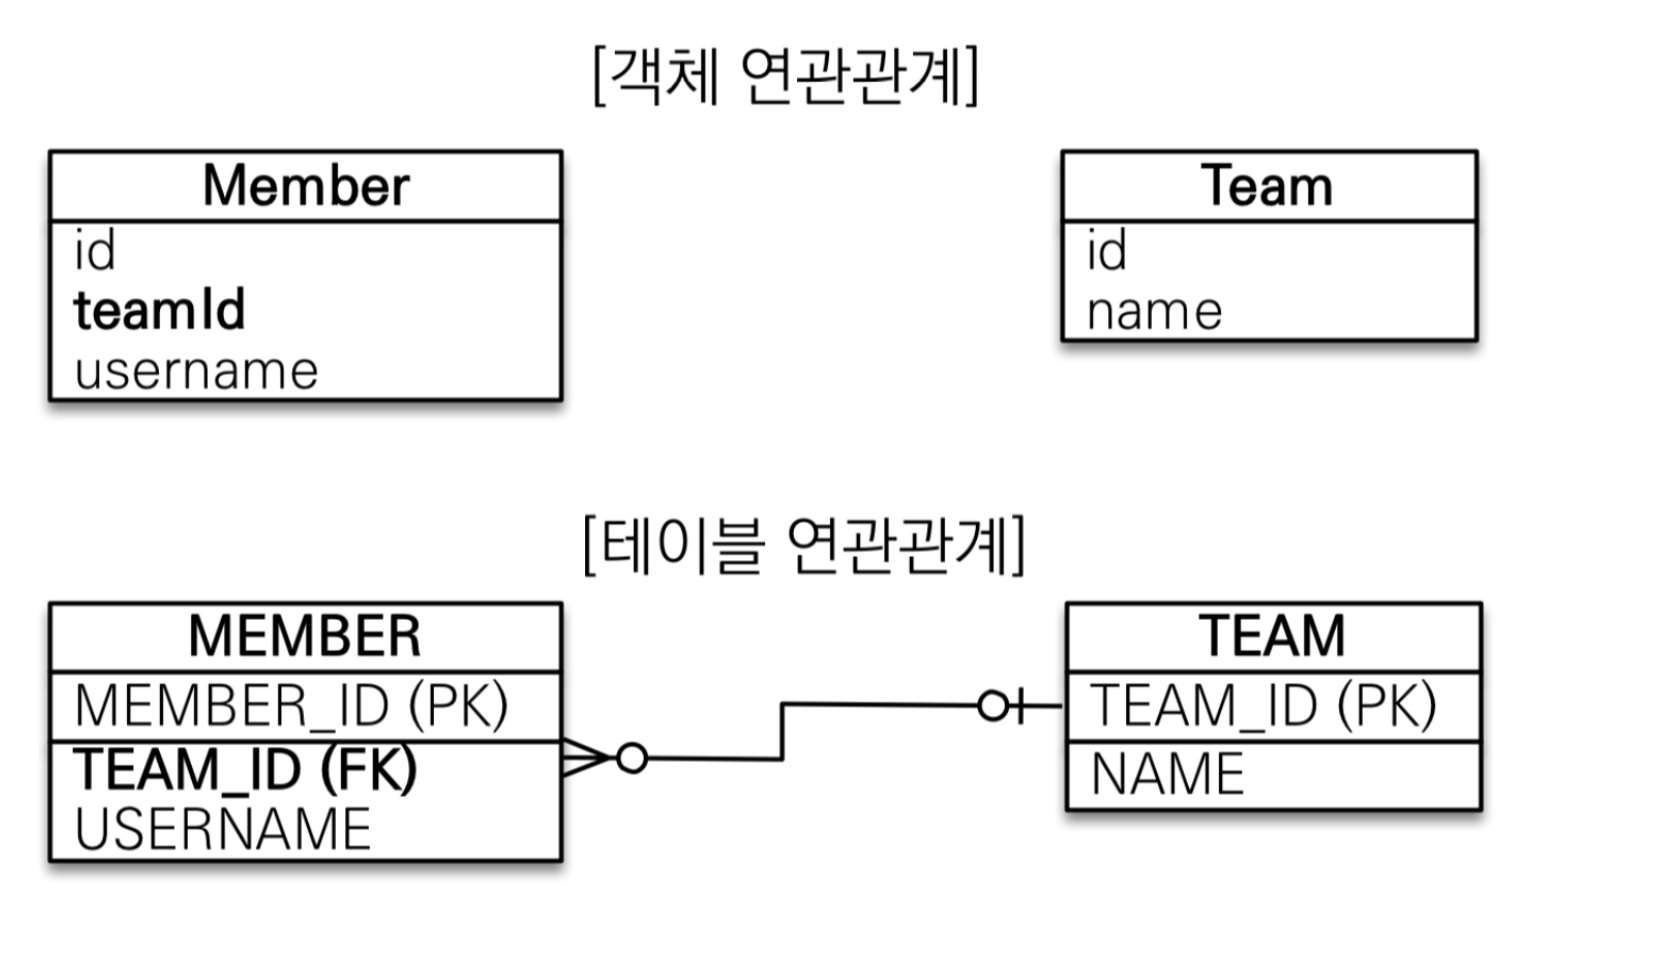 [객체 연관관계]
Member
id
teamId
username
Team
id
name
[테이블 연관관계]
MEMBER
MEMBER_ID (PK)
TEAM_ID (FK)
USERNAME
TEAM
TEAM_ID (PK)
NAME